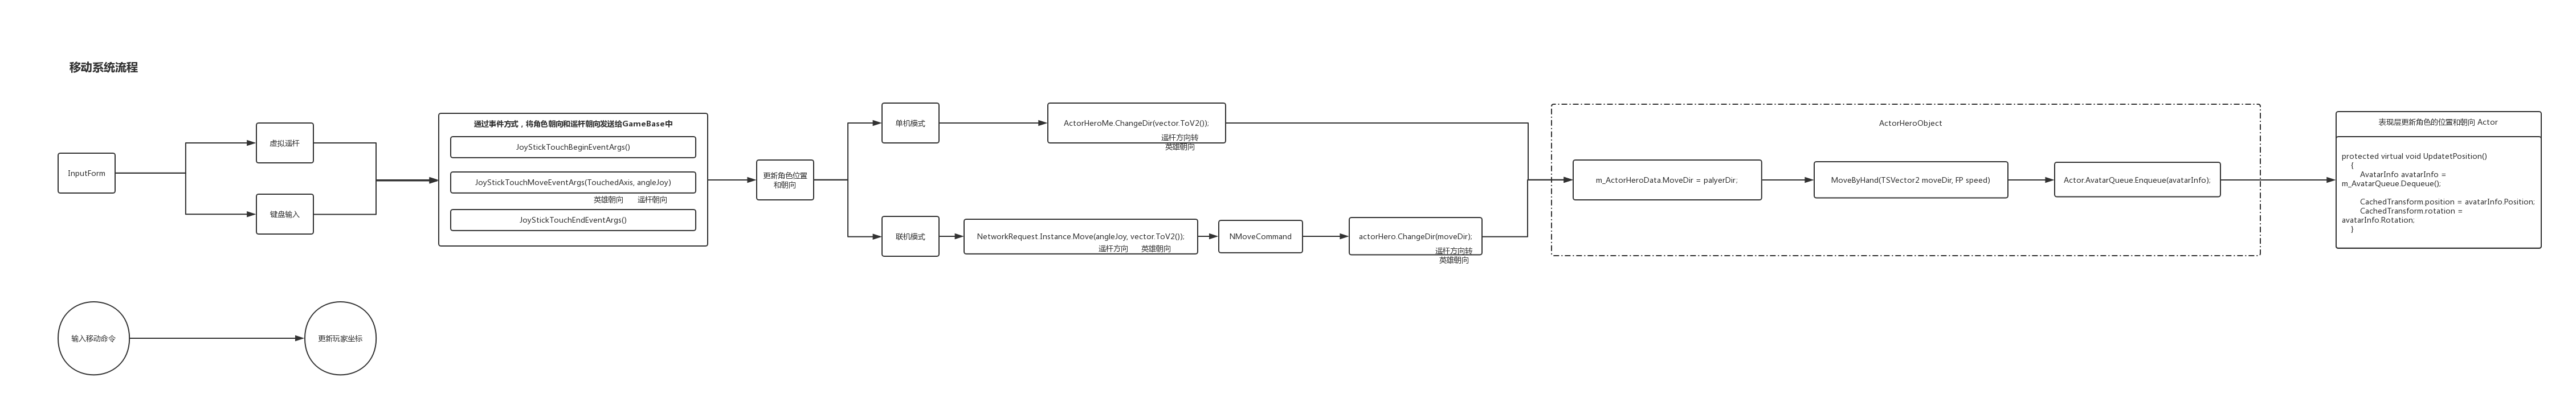 移动系统流程
InputForm
虚拟遥杆
键盘输入
通过事件方式，将角色朝向和遥杆朝向发送给GameBase中
JoyStickTouchBeginEventArgs()
JoyStickTouchMoveEventArgs(TouchedAxis, angleJoy)
英雄朝向 遥杆朝向
JoyStickTouchEndEventArgs()
更新角色位置
和朝向
单机模式
ActorHeroMe.ChangeDir(vector.ToV2());
遥杆方向转
英雄朝向
联机模式
NetworkRequest.Instance.Move(angleJoy, vector.ToV2());
遥杆方向 英雄朝向
NMoveCommand
actorHero.ChangeDir(moveDir);
遥杆方向转
英雄朝向
ActorHeroObject
m_ActorHeroData.MoveDir = palyerDir;
MoveByHand(TSVector2 moveDir, FP speed)
Actor.AvatarQueue.Enqueue(avatarInfo);
表现层更新角色的位置和朝向 Actor
protected virtual void UpdatetPosition()
{
AvatarInfo avatarInfo =
m_AvatarQueue.Dequeue();
CachedTransform.position = avatarInfo.Position;
CachedTransform.rotation =
avatarInfo.Rotation;
}
输入移动命令
更新玩家坐标